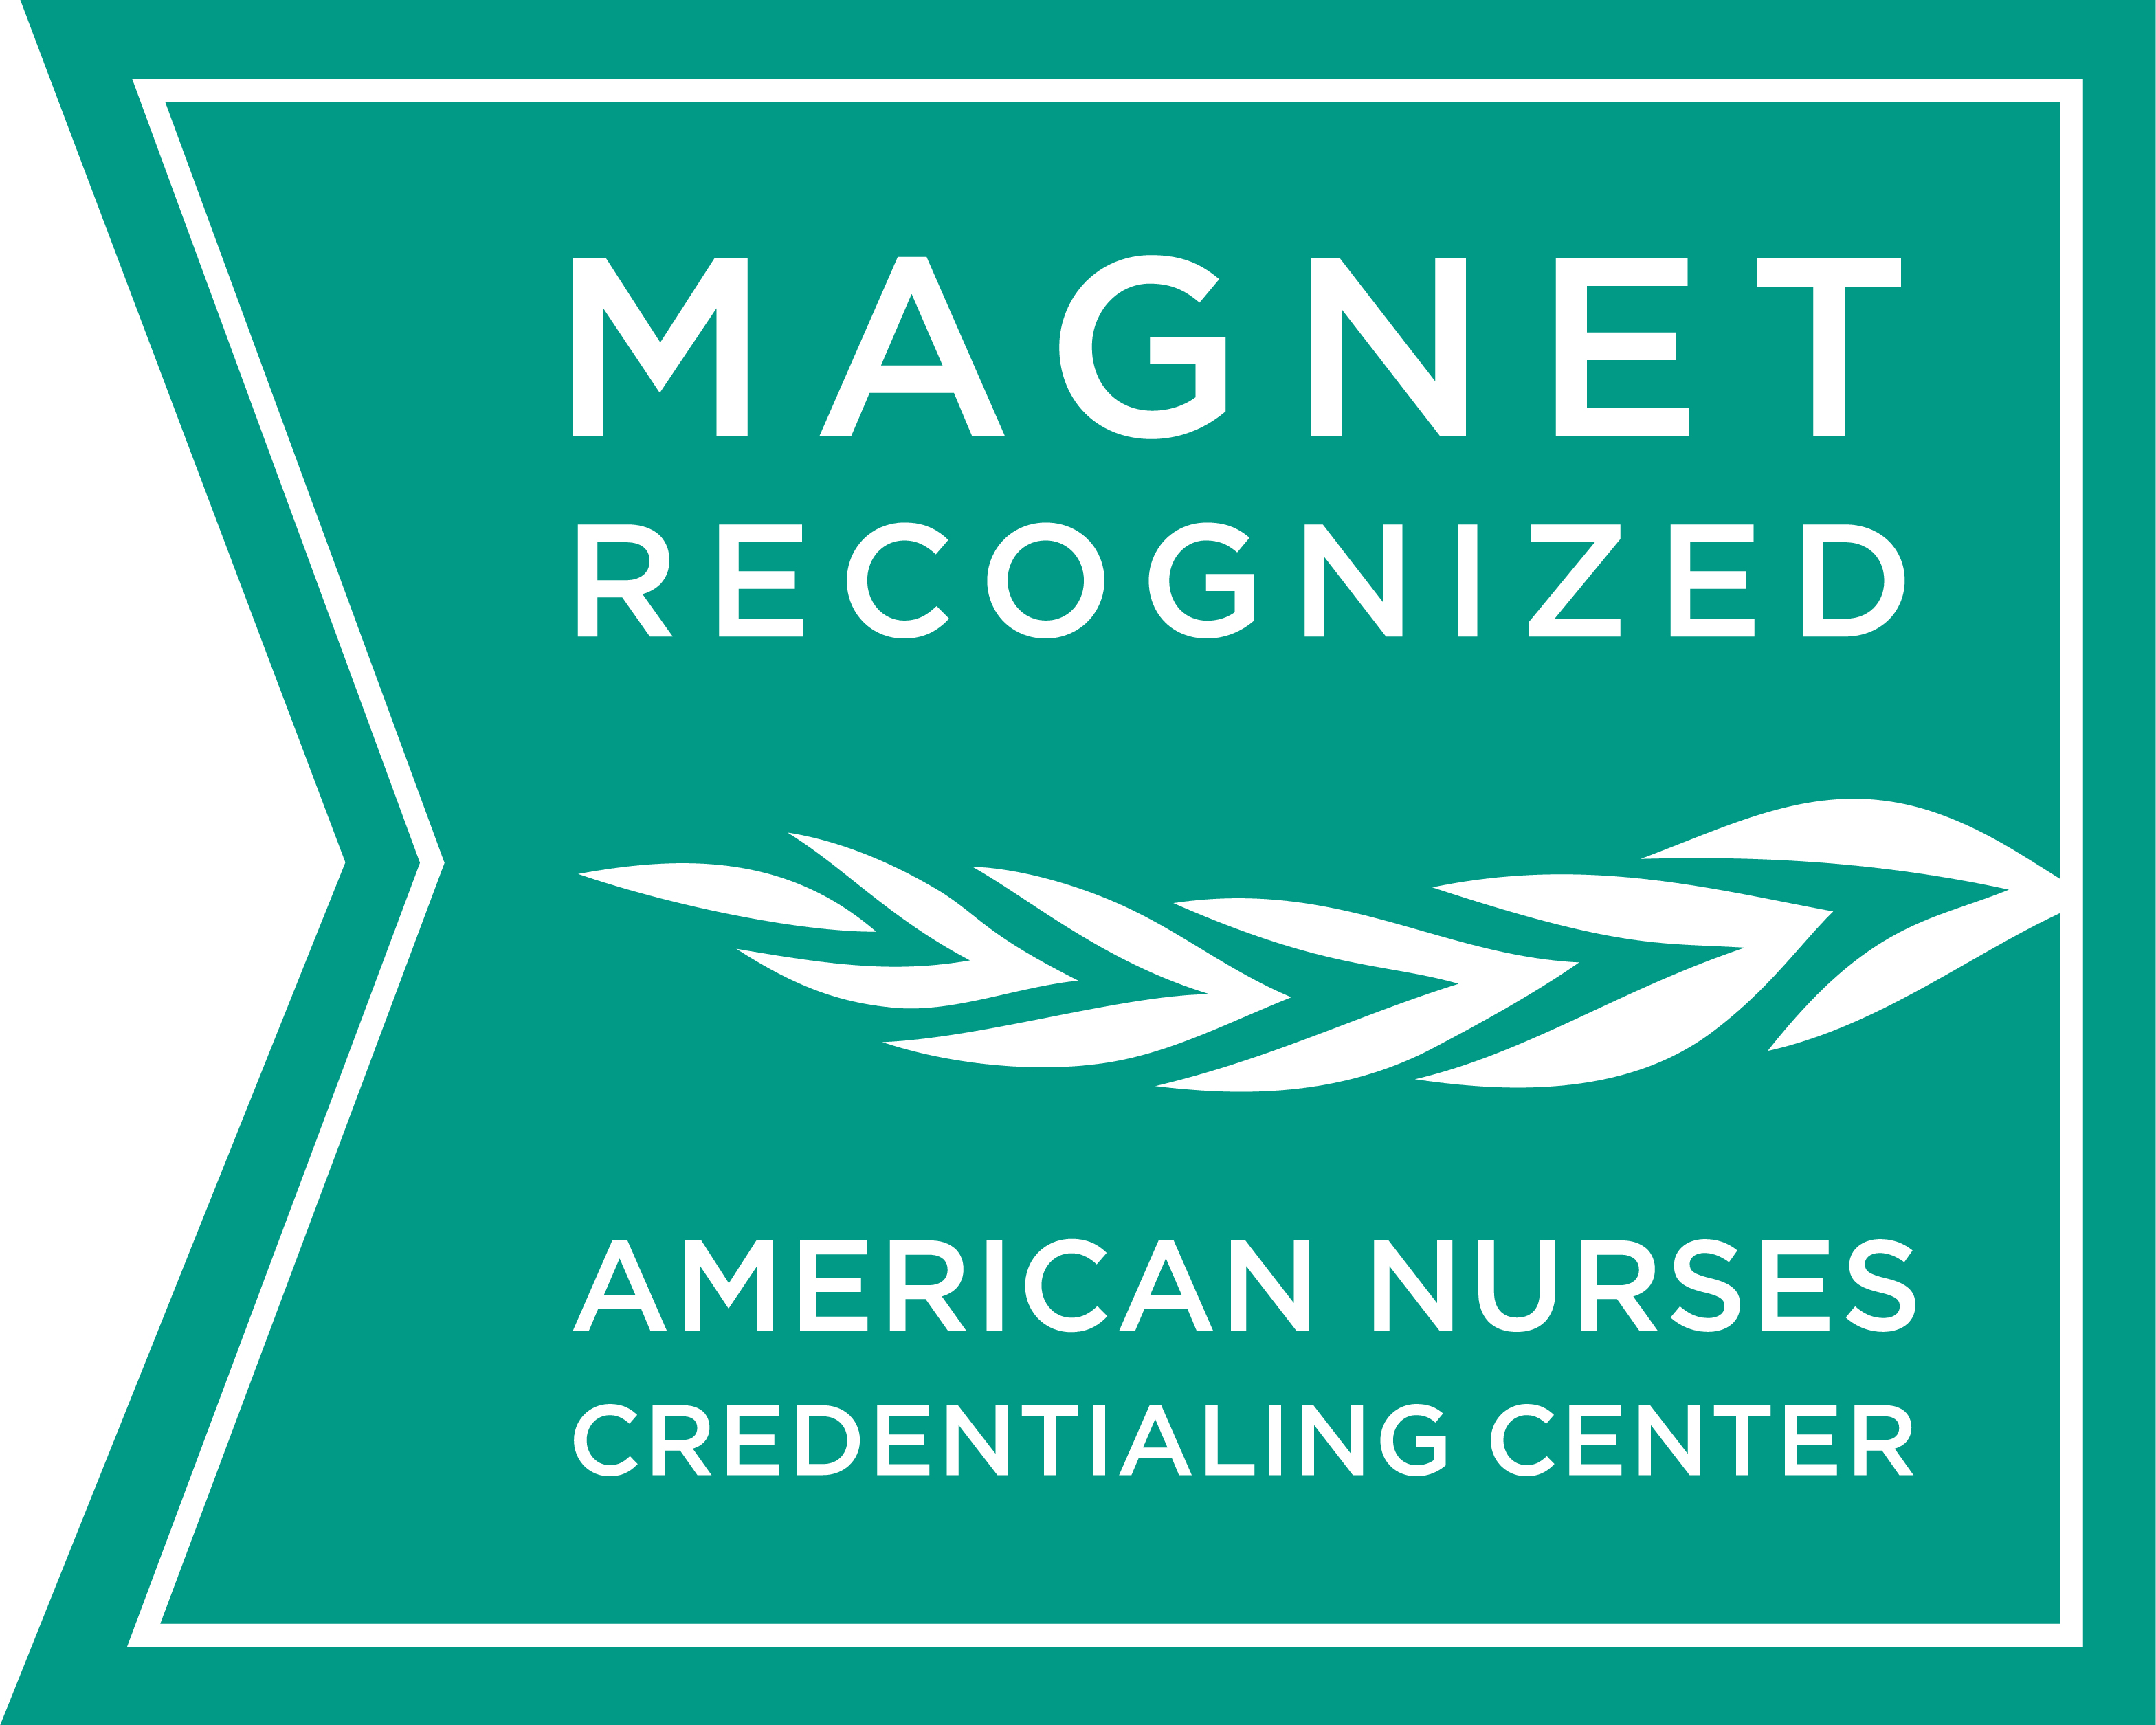 MAGNET
RECOGNIZED
AMERICAN NURSES
CREDENTIALING CENTER